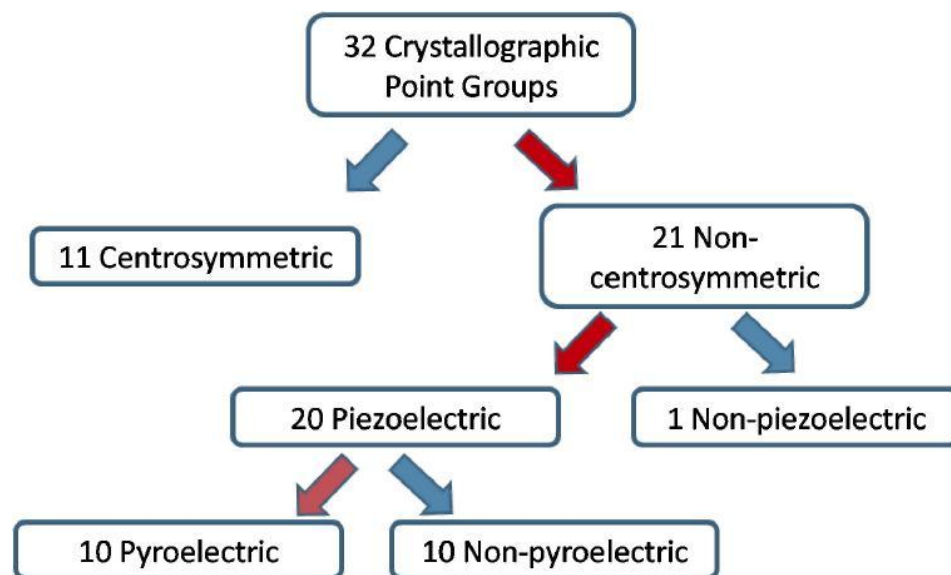 32 Crystallographic
Point Groups
11 Centrosymmetric
21 Non-
centrosymmetric
20 Piezoelectric
1 Non-piezoelectric
10 Pyroelectric
10 Non-pyroelectric